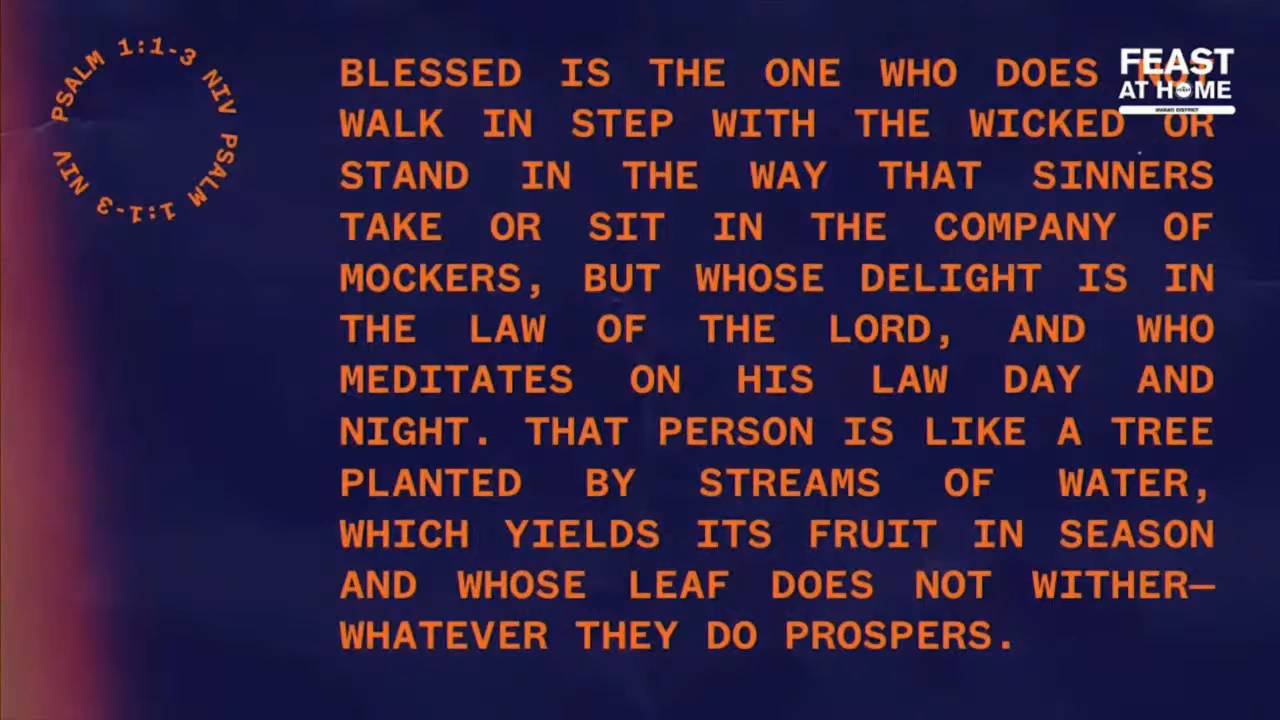 PSALM 1:1-3 NIV PSALM 1:1-3 NIV
BLESSED IS THE ONE WHO DOES
WALK IN STEP WITH THE WICKED OR
STAND IN THE WAY THAT SINNERS
TAKE OR SIT IN THE COMPANY OF
MOCKERS, BUT WHOSE DELIGHT IS IN
THE LAW OF THE LORD, AND WHO
MEDITATES ON HIS LAW DAY AND
NIGHT. THAT PERSON IS LIKE A TREE
PLANTED BY STREAMS OF WATER,
WHICH YIELDS ITS FRUIT IN SEASON
AND WHOSE LEAF DOES NOT WITHER—
WHATEVER THEY DO PROSPERS.
FEAST
AT HOME